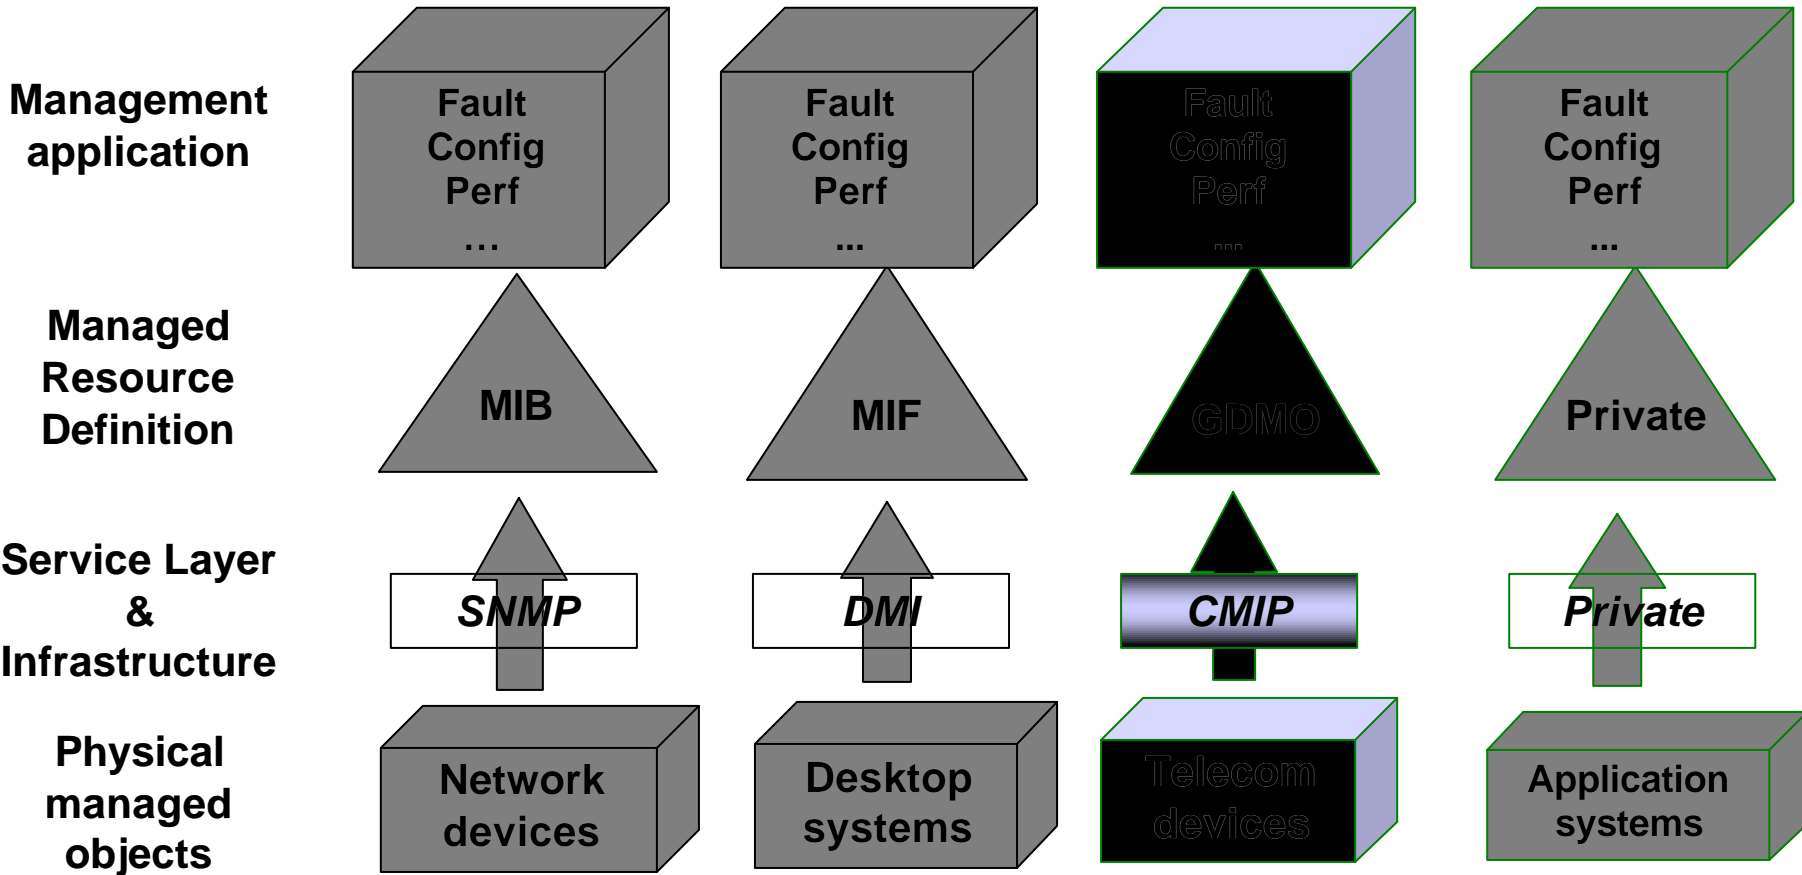 Management
application
Fault
Config
Perf
…
Fault
Config
Perf
...
Fault
Config
Perf
...
Fault
Config
Perf
...
Managed
Resource
Definition
MIB
MIF
GDMO
Private
Service Layer
&
Infrastructure
SNMP
DMI
CMIP
Private
Physical
managed
objects
Network
devices
Desktop
systems
Telecom
devices
Application
systems